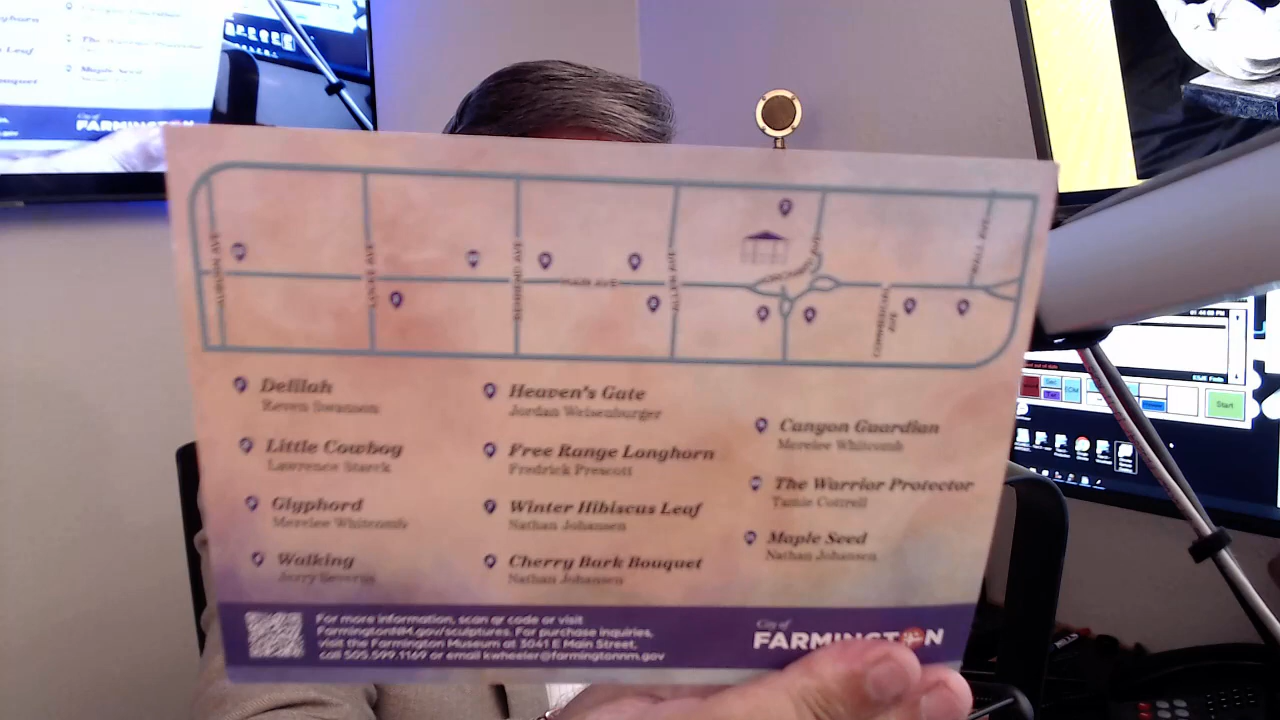 MAIN AVE
ORCHARD AVE
Delilah
Reven Swanson
Little Cowboy
Lawrence Starck
Glyphord
Merelee Whitcomb
Walking
Heaven's Gate
Jordan Weisenburger
Free Range Longhorn
Fredrick Prescott
Winter Hibiscus Leaf
Nathan Johansen
Cherry Bark Bouquet
Nathan Johansen
Canyon Guardian
Merelee Whitcomb
The Warrior Protector
Tamie Cottrell
Maple Seed
Nathan Johansen
For more information, scan qr code or visit
FarmingtonNM.gov/sculptures. For purchase inquiries,
visit the Farmington Museum at 3041 E Main Street,
call 505.599.1169 or email kwheeler@farmingtonnm.gov
City of
FARMINGTON
Start